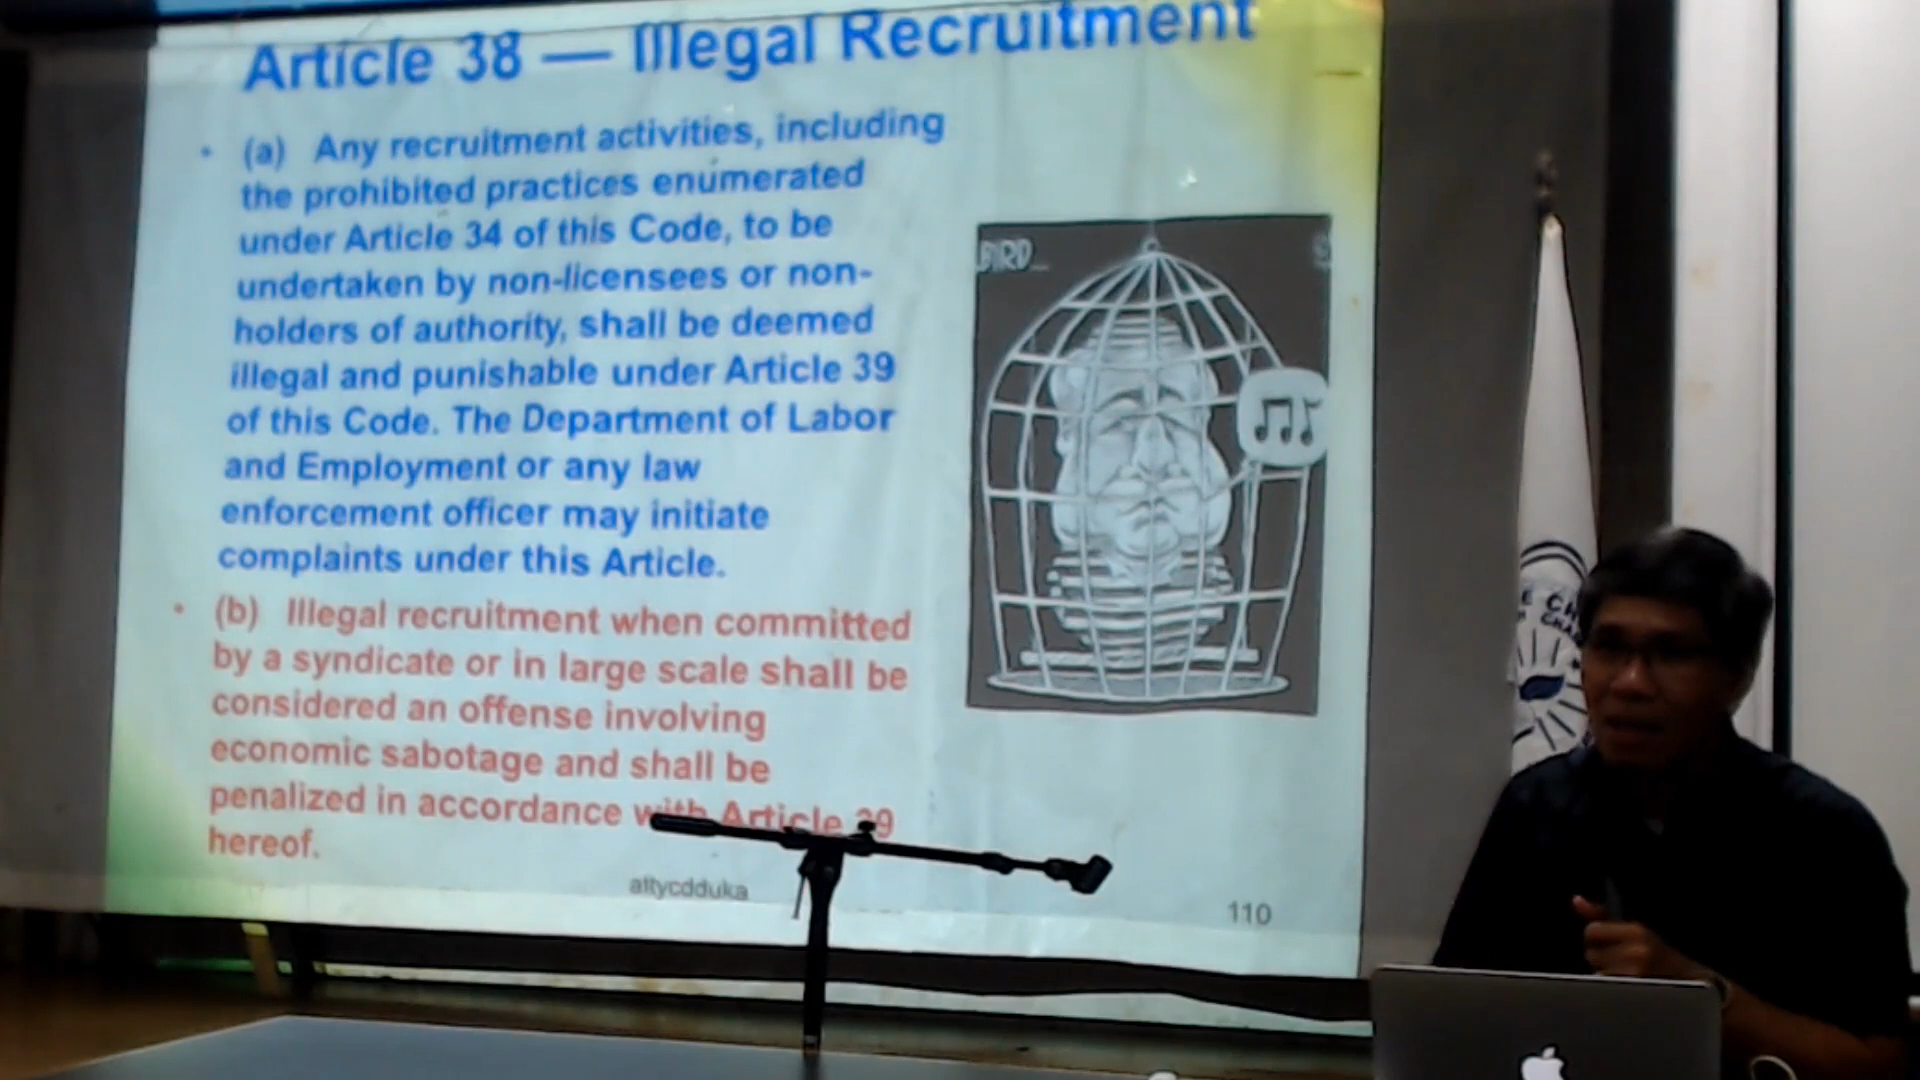 Article 38 — Illegal Recruitment
• (a) Any recruitment activities, including
the prohibited practices enumerated
under Article 34 of this Code, to be
undertaken by non-licensees or non-
holders of authority, shall be deemed
illegal and punishable under Article 39
of this Code. The Department of Labor
and Employment or any law
enforcement officer may initiate
complaints under this Article.
• (b) Illegal recruitment when committed
by a syndicate or in large scale shall be
considered an offense involving
economic sabotage and shall be
penalized in accordance with Article 39
hereof.
BIRD
attycdduka
110